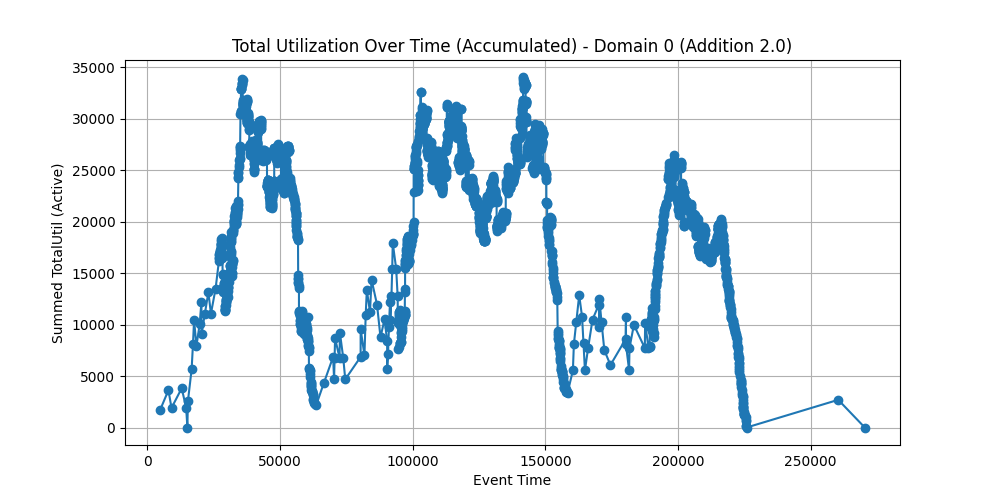 Total Utilization Over Time (Accumulated) - Domain 0 (Addition 2.0)
Summed TotalUtil (Active)
35000
30000
25000
20000
15000
10000
5000
0
0 50000 100000 150000 200000 250000
Event Time